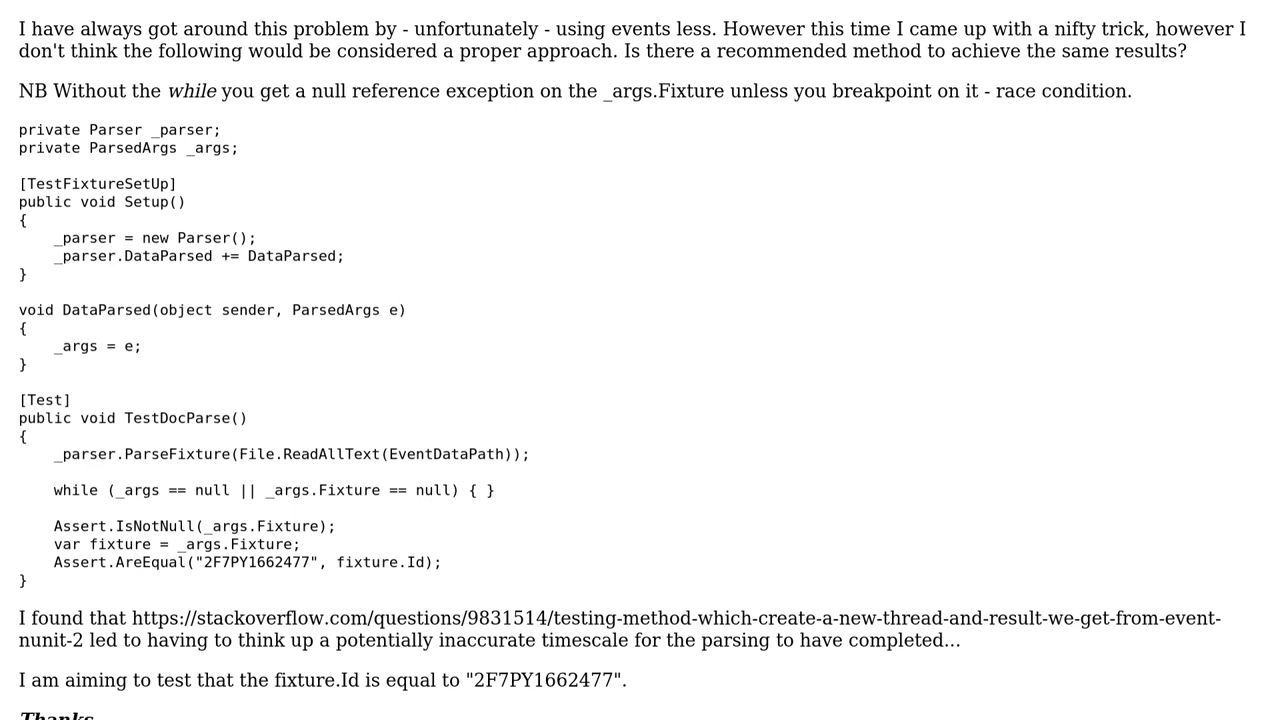 I have always got around this problem by - unfortunately - using events less. However this time I came up with a nifty trick, however I
don't think the following would be considered a proper approach. Is there a recommended method to achieve the same results?
NB Without the while you get a null reference exception on the _args.Fixture unless you breakpoint on it - race condition.
private Parser _parser;
private ParsedArgs _args;
[TestFixtureSetUp]
public void Setup()
{
    _parser = new Parser();
    _parser.DataParsed += DataParsed;
}
void DataParsed(object sender, ParsedArgs e)
{
    _args = e;
}
[Test]
public void TestDocParse()
{
    _parser.ParseFixture(File.ReadAllText(EventDataPath));
    while (_args == null || _args.Fixture == null) { }
    Assert.IsNotNull(_args.Fixture);
    var fixture = _args.Fixture;
    Assert.AreEqual("2F7PY1662477", fixture.Id);
}
I found that https://stackoverflow.com/questions/9831514/testing-method-which-create-a-new-thread-and-result-we-get-from-event-
nunit-2 led to having to think up a potentially inaccurate timescale for the parsing to have completed...
I am aiming to test that the fixture.Id is equal to "2F7PY1662477".
Thanks